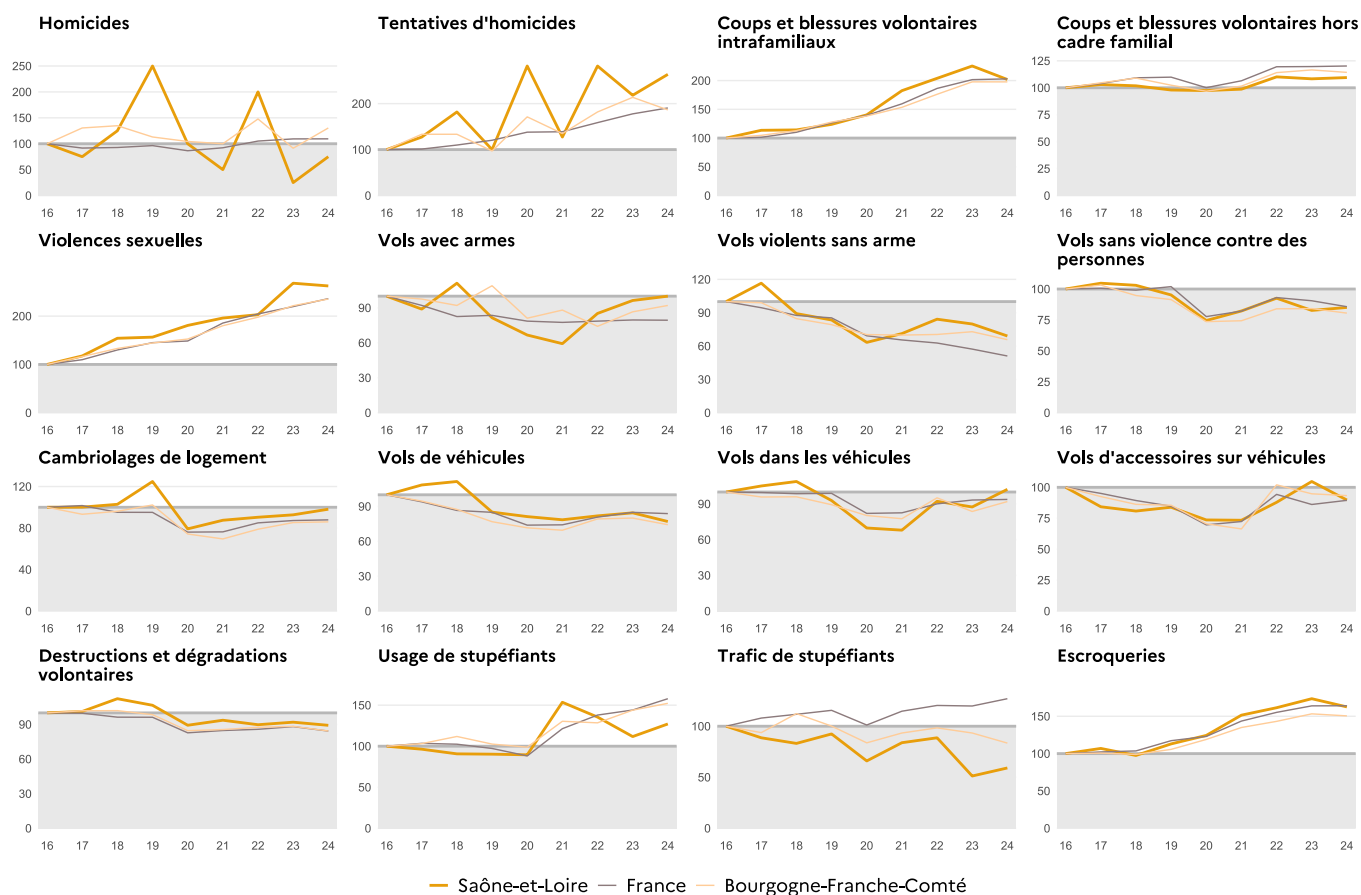 Homicides
250
200
150
100
50
0
16 17 18 19 20 21 22 23 24
Tentatives d'homicides
200
100
0
16 17 18 19 20 21 22 23 24
Coups et blessures volontaires
intrafamiliaux
200
150
100
50
0
16 17 18 19 20 21 22 23 24
Coups et blessures volontaires hors
cadre familial
125
100
75
50
25
0
16 17 18 19 20 21 22 23 24
Violences sexuelles
200
100
0
16 17 18 19 20 21 22 23 24
Vols avec armes
90
60
30
0
16 17 18 19 20 21 22 23 24
Vols violents sans arme
120
90
60
30
0
16 17 18 19 20 21 22 23 24
Vols sans violence contre des
personnes
100
75
50
25
0
16 17 18 19 20 21 22 23 24
Cambriolages de logement
120
80
40
0
16 17 18 19 20 21 22 23 24
Vols de véhicules
90
60
30
0
16 17 18 19 20 21 22 23 24
Vols dans les véhicules
90
60
30
0
16 17 18 19 20 21 22 23 24
Vols d'accessoires sur véhicules
100
75
50
25
0
16 17 18 19 20 21 22 23 24
Destructions et dégradations
volontaires
90
60
30
0
16 17 18 19 20 21 22 23 24
Usage de stupéfiants
150
100
50
0
16 17 18 19 20 21 22 23 24
Trafic de stupéfiants
100
50
0
16 17 18 19 20 21 22 23 24
Escroqueries
150
100
50
0
16 17 18 19 20 21 22 23 24
Saône-et-Loire France Bourgogne-Franche-Comté